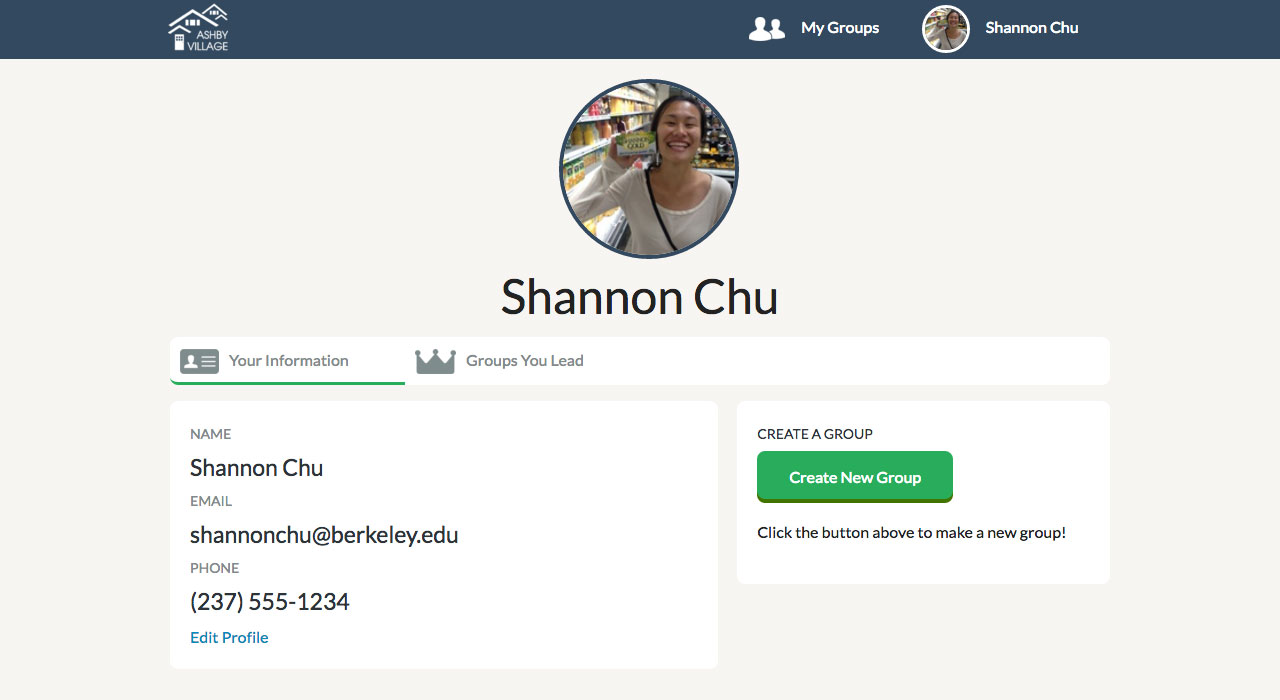 ASHBY
VILLAGE
My Groups
Shannon Chu
GOLD
Shannon Chu
Your Information
Groups You Lead
NAME
Shannon Chu
EMAIL
shannonchu@berkeley.edu
PHONE
(237) 555-1234
Edit Profile
CREATE A GROUP
Create New Group
Click the button above to make a new group!